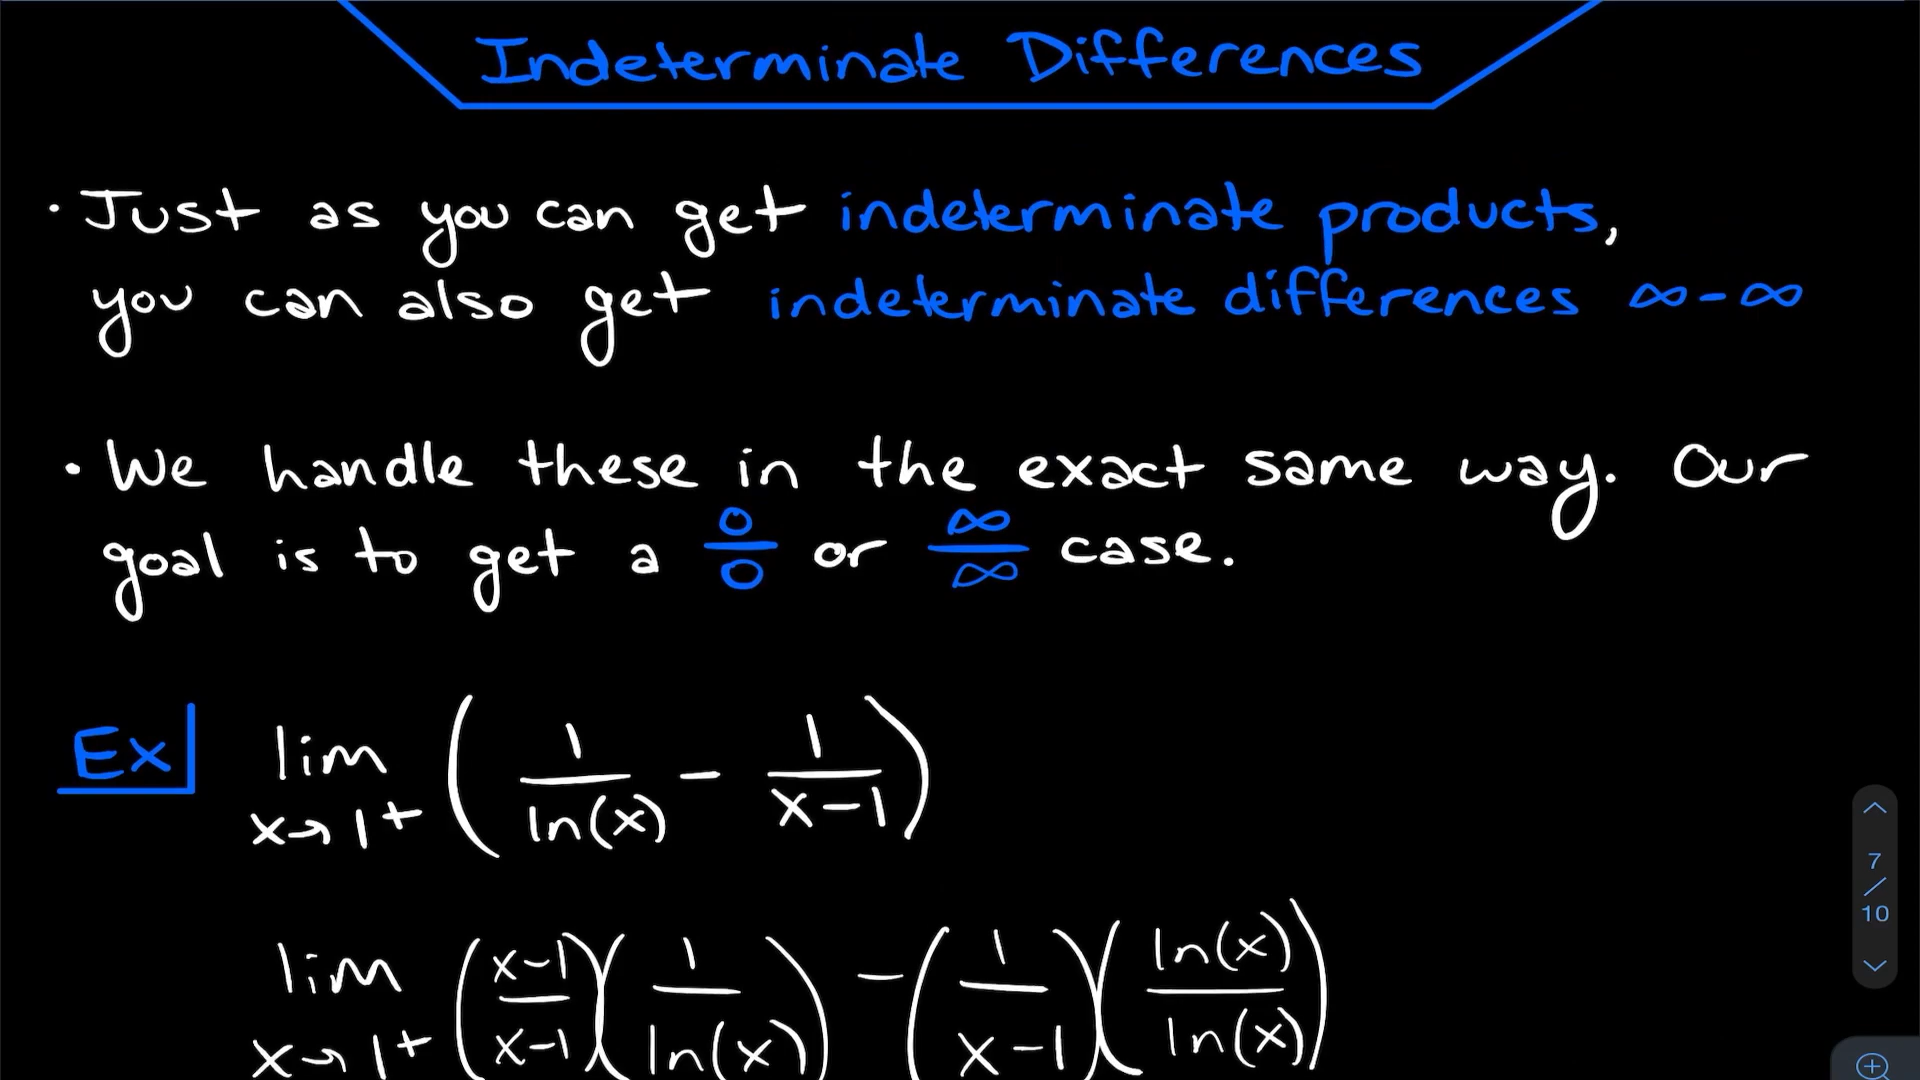 Indeterminate Differences
· Just as you can get indeterminate products,
you can also get indeterminate differences ∞-∞
· We handle these in the exact same way. Our
goal is to get a 0/0 or ∞/∞ case.
Ex lim x→1+ (1/ln(x) - 1/x-1)
lim x→1+ (x-1/x-1)(1/ln(x)) - (1/x-1)(ln(x)/ln(x))
7
/
10